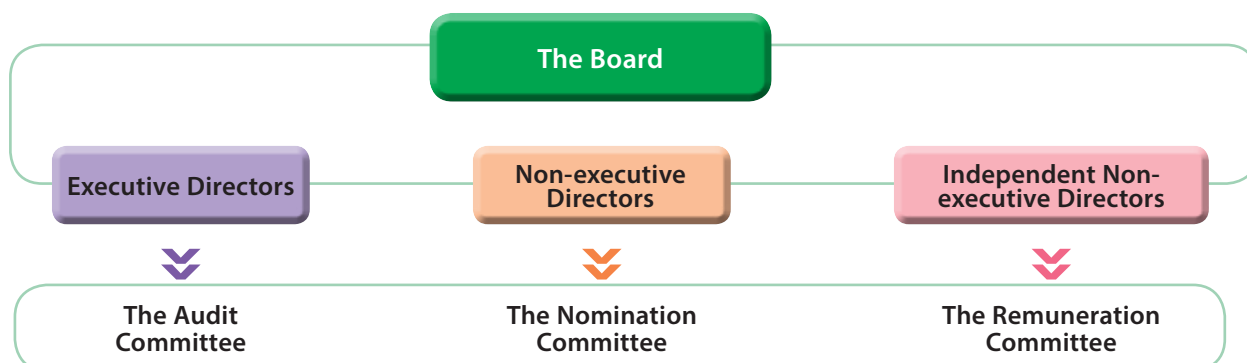 The Board
Executive Directors
Non-executive
Directors
Independent Non-
executive Directors
The Audit
Committee
The Nomination
Committee
The Remuneration
Committee